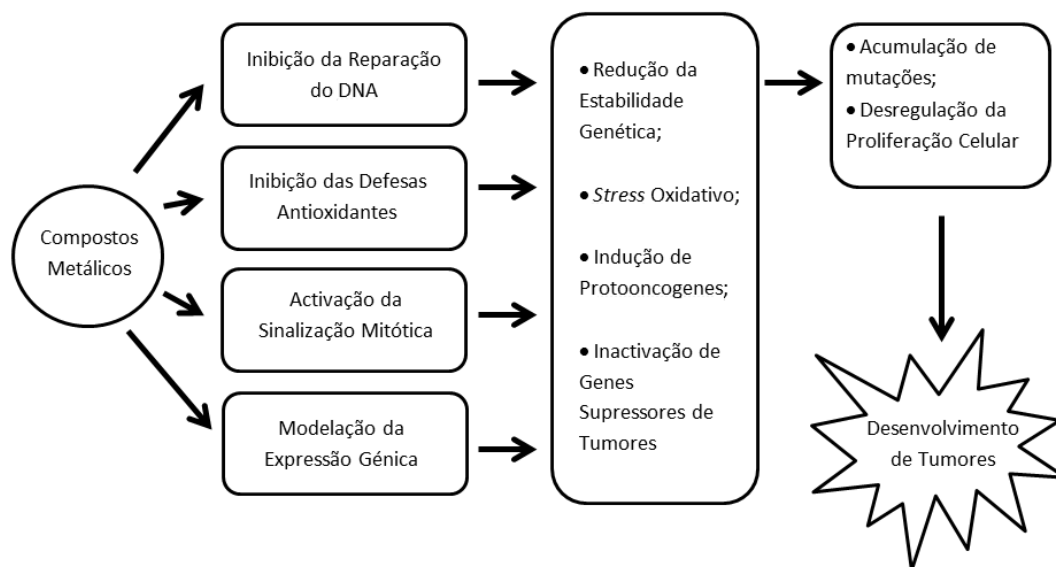 Compostos
Metálicos
Inibição da Reparação
do DNA
Inibição das Defesas
Antioxidantes
Activação da
Sinalização Mitótica
Modelação da
Expressão Génica
• Redução da
Estabilidade
Genética;
• Stress Oxidativo;
• Indução de
Protooncogenes;
• Inactivação de
Genes
Supressores de
Tumores
• Acumulação de
mutações;
• Desregulação da
Proliferação Celular
Desenvolvimento
de Tumores